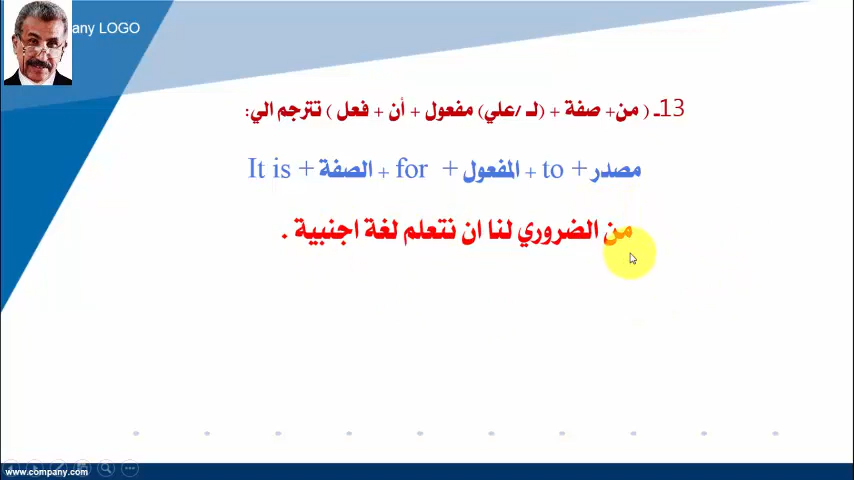 any LOGO
13ـ ( من+ صفة + (لـ /علي) مفعول + أن + فعل ) تترجم الي:
It is + الصفة + for + المفعول + to + مصدر
من الضروري لنا ان نتعلم لغة اجنبية .
www.company.com